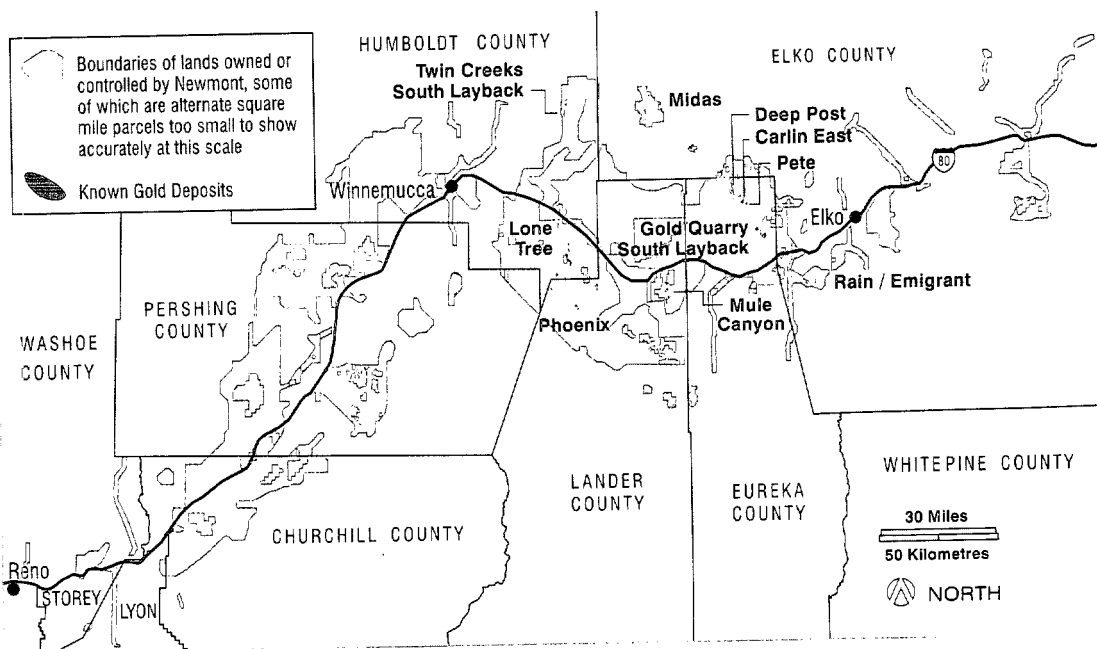 Boundaries of lands owned or
controlled by Newmont, some
of which are alternate square
mile parcels too small to show
accurately at this scale
Known Gold Deposits
HUMBOLDT COUNTY
ELKO COUNTY
Twin Creeks
South Layback
Midas
Deep Post
Carlin East
Pete
80
Winnemucca
Elko
Lone
Tree
Gold Quarry
South Layback
Rain / Emigrant
PERSHING
COUNTY
Phoenix
Mule
Canyon
WASHOE
COUNTY
WHITEPINE COUNTY
LANDER
COUNTY
EUREKA
COUNTY
CHURCHILL COUNTY
30 Miles
50 Kilometres
NORTH
Reno
STOREY
LYON